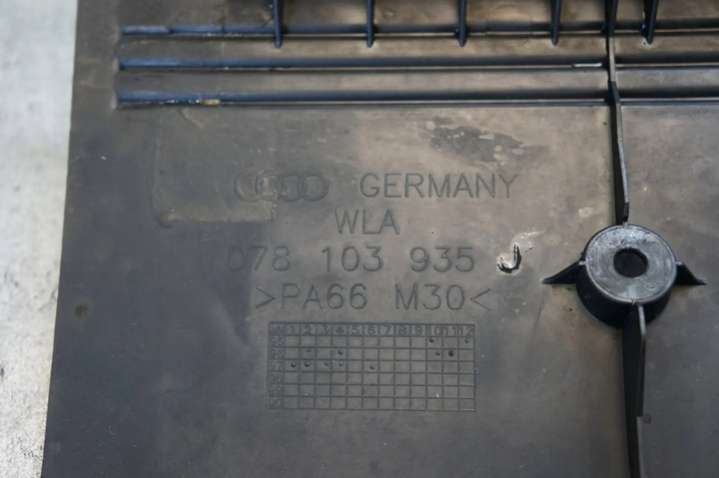 GERMANY
WLA
078 103 935 J
>PA66 M30<